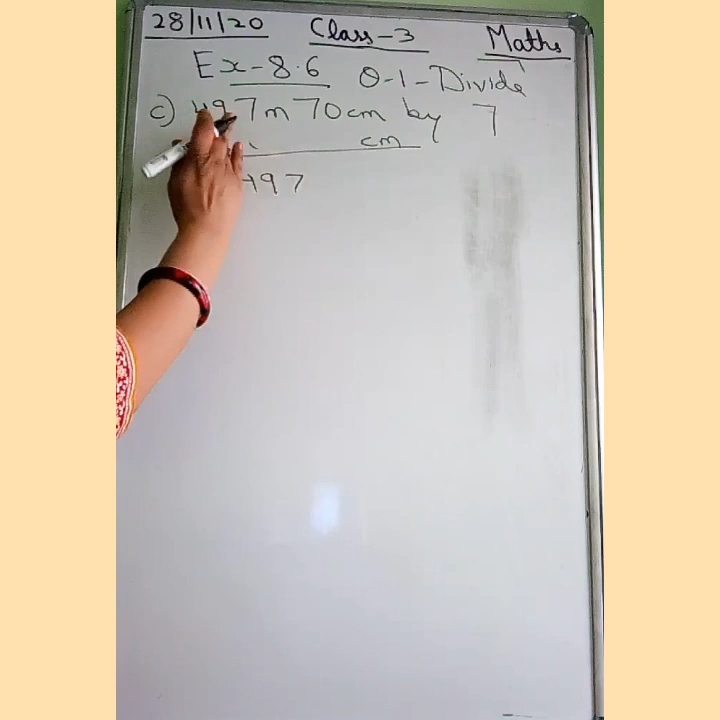 28/11/20 Class-3 Maths
Ex-8.6 Q-1-Divide
c) 497m 70cm by 7
cm
497